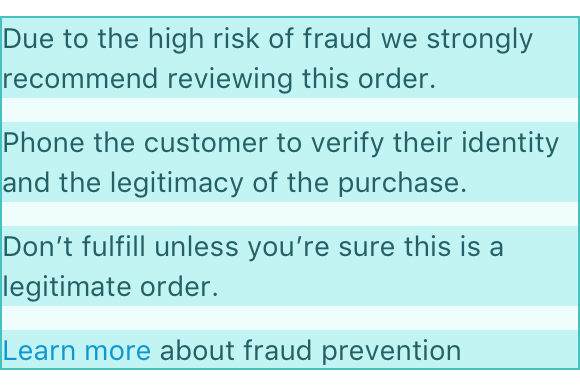 Due to the high risk of fraud we strongly
recommend reviewing this order.
Phone the customer to verify their identity
and the legitimacy of the purchase.
Don’t fulfill unless you’re sure this is a
legitimate order.
Learn more about fraud prevention